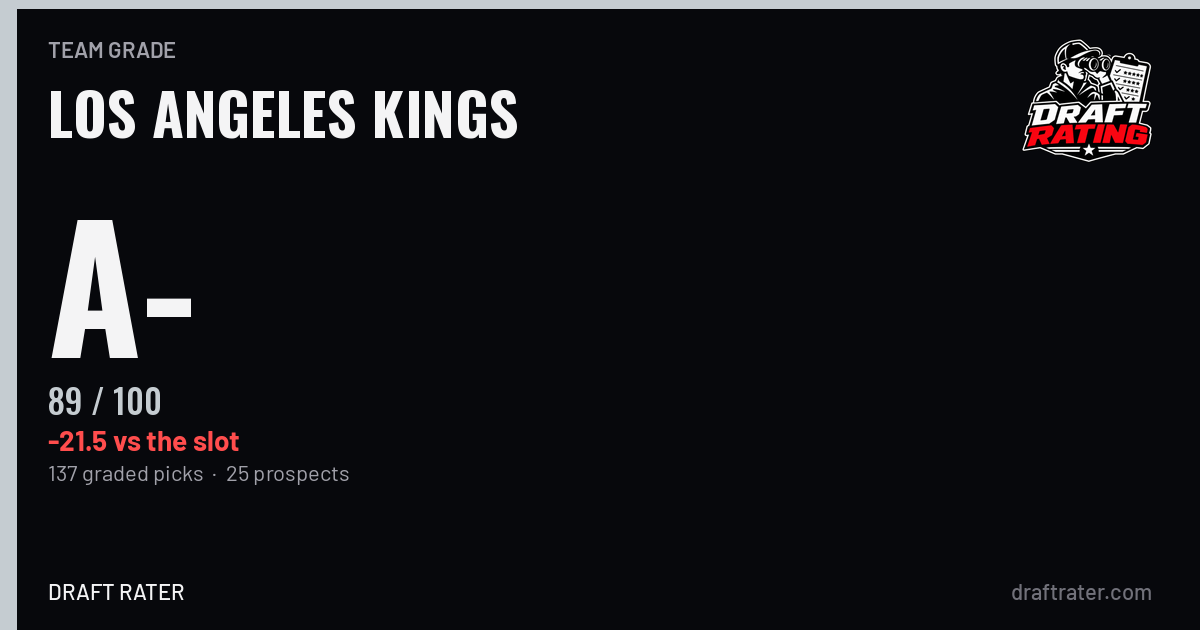 TEAM GRADE
LOS ANGELES KINGS
DRAFT
RATING
A-
89 / 100
-21.5 vs the slot
137 graded picks · 25 prospects
DRAFT RATER
draftrater.com